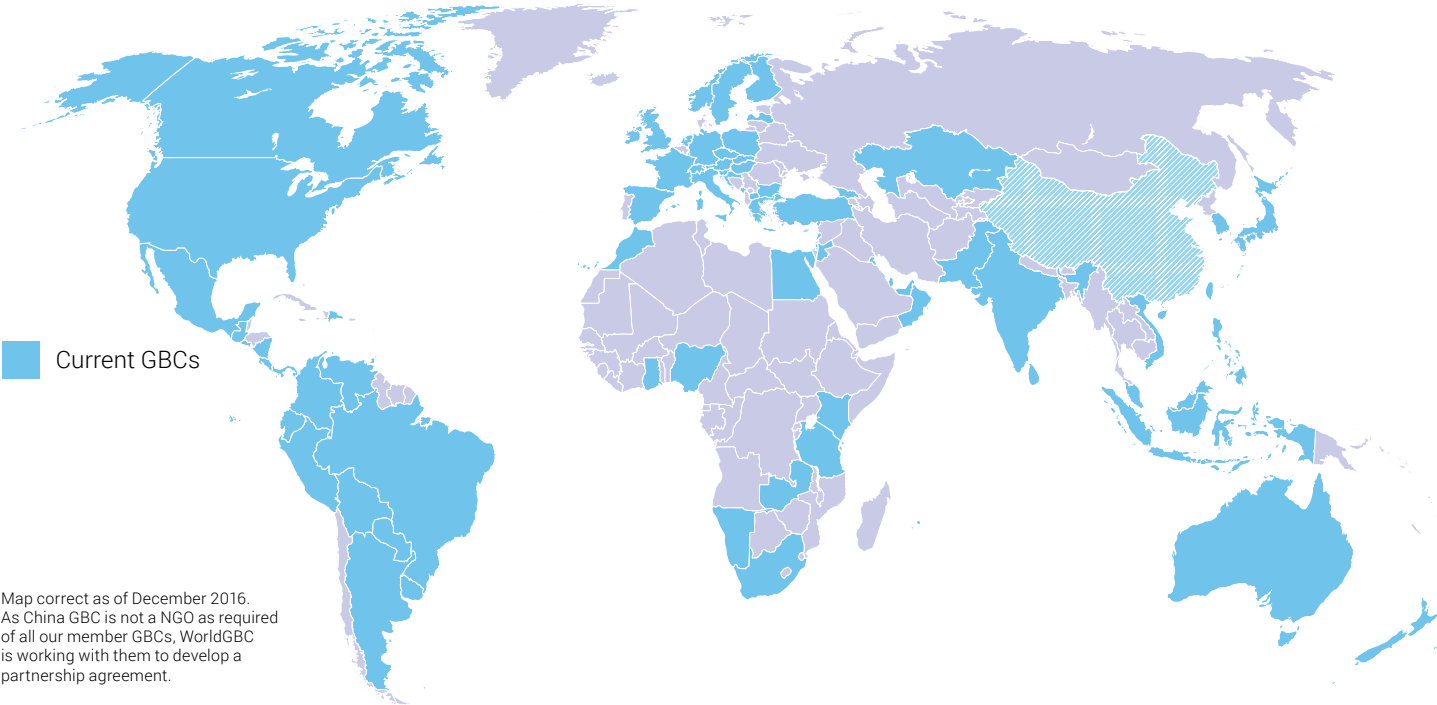 Current GBCs
Map correct as of December 2016.
As China GBC is not a NGO as required
of all our member GBCs, WorldGBC
is working with them to develop a
partnership agreement.